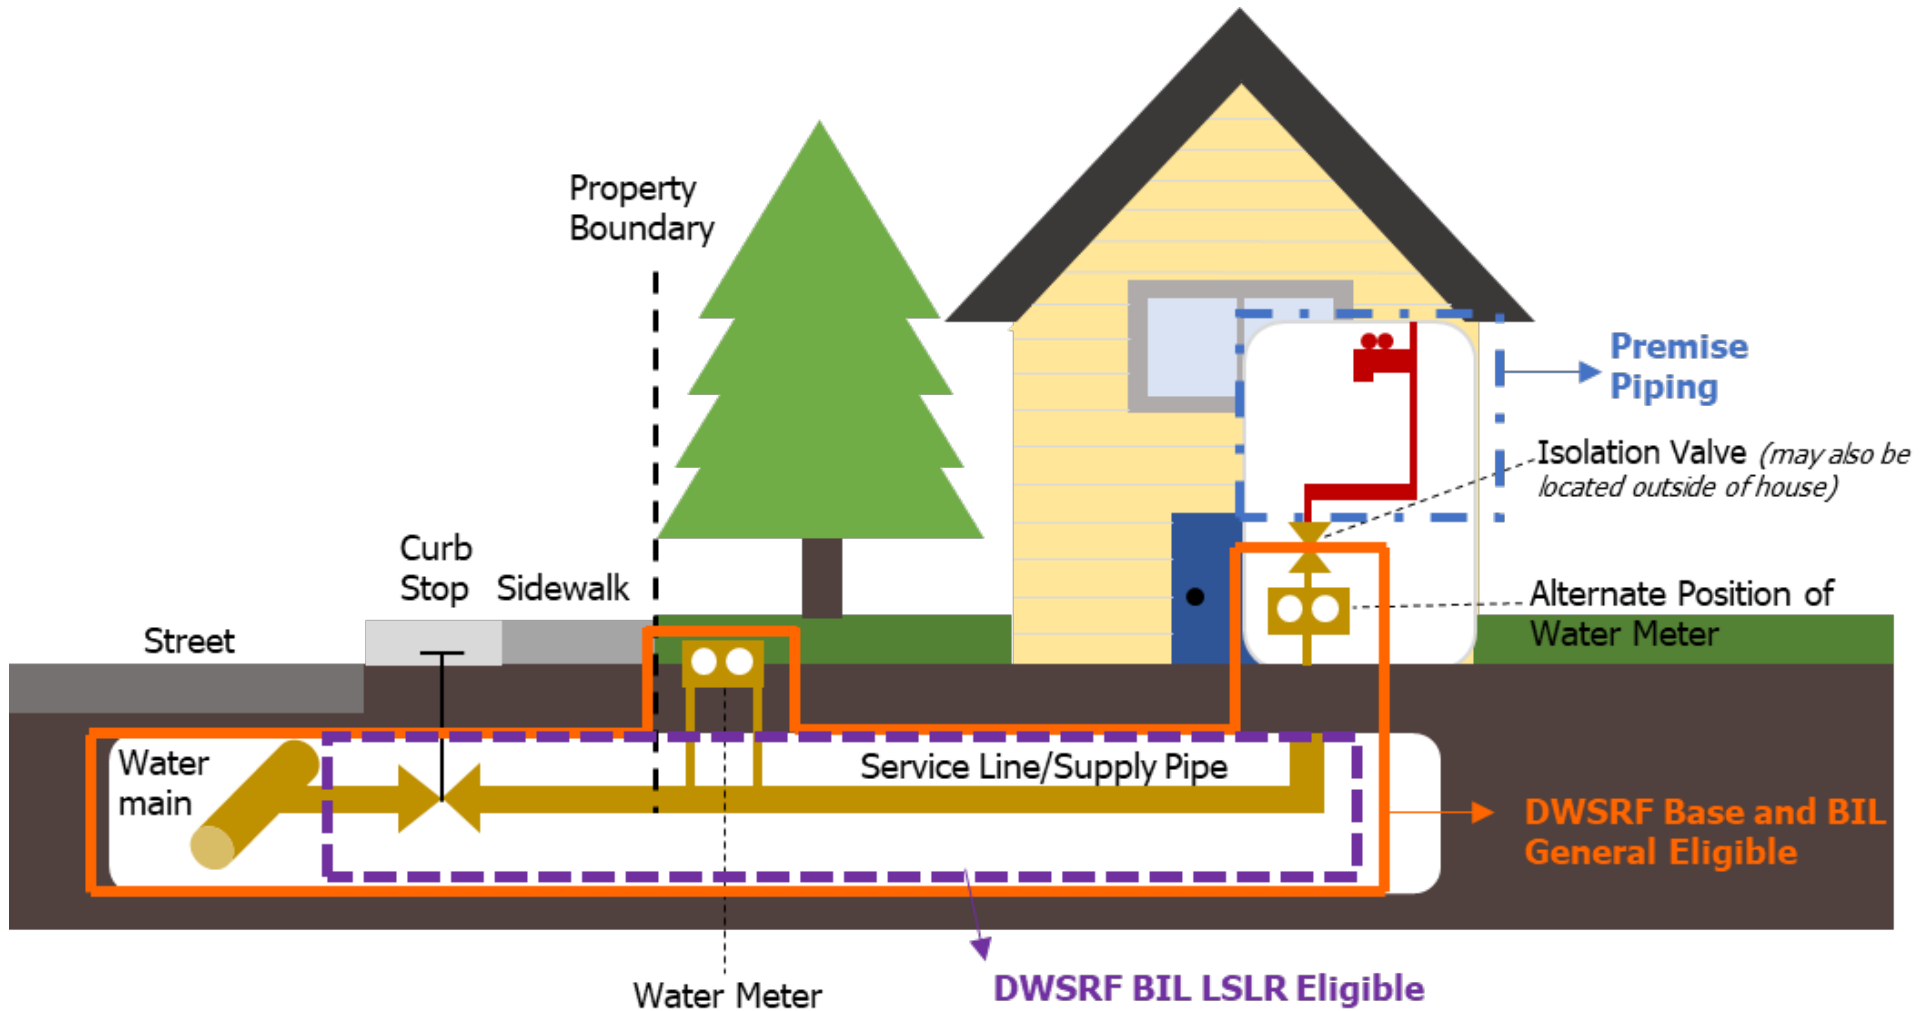 Property
Boundary
Premise
Piping
Isolation Valve (may also be
located outside of house)
Curb
Stop
Sidewalk
Alternate Position of
Water Meter
Street
Water
main
Service Line/Supply Pipe
DWSRF Base and BIL
General Eligible
Water Meter
DWSRF BIL LSLR Eligible